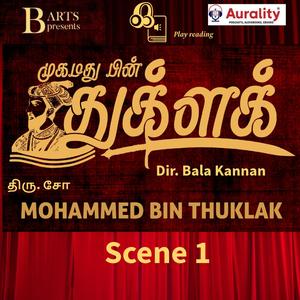 B ARTS
presents
Play reading
Aurality
PODCASTS, AUDIOBOOKS, DRAMAS
முகமது பின்
துக்ளக்
Dir. Bala Kannan
திரு. சோ
MOHAMMED BIN THUKLAK
Scene 1